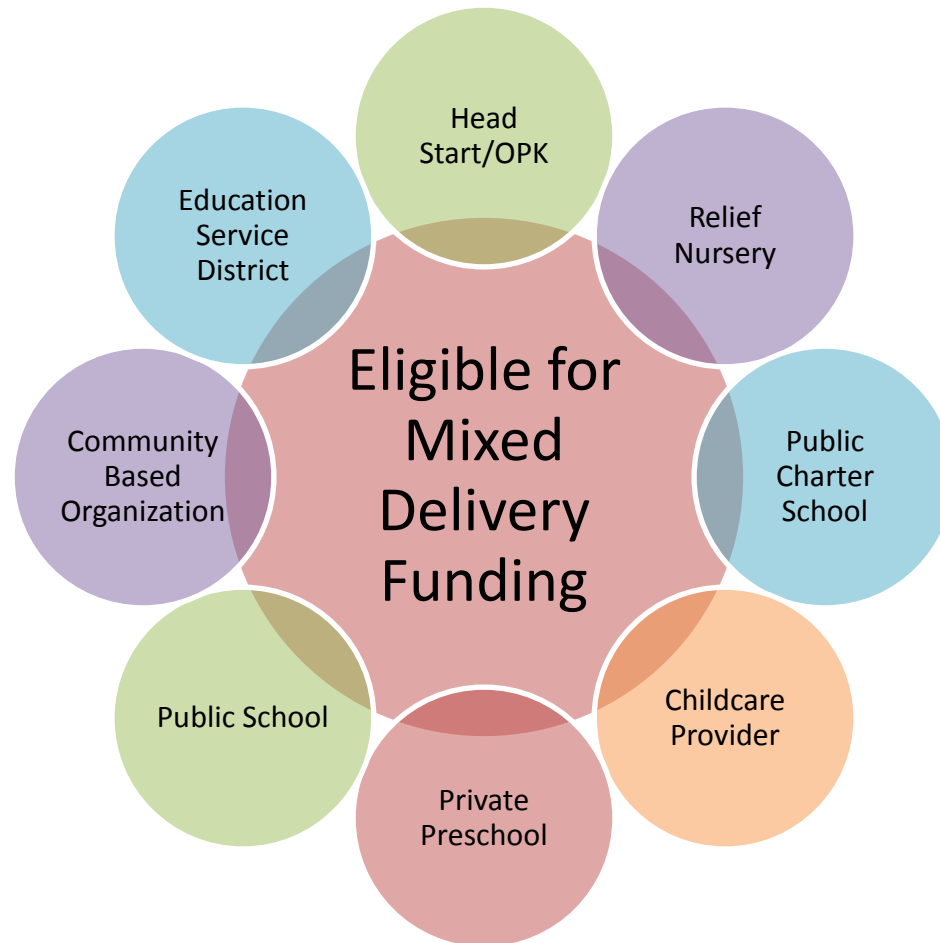 Head
Start/OPK
Relief
Nursery
Public
Charter
School
Childcare
Provider
Private
Preschool
Public School
Community
Based
Organization
Education
Service
District
Eligible for
Mixed
Delivery
Funding